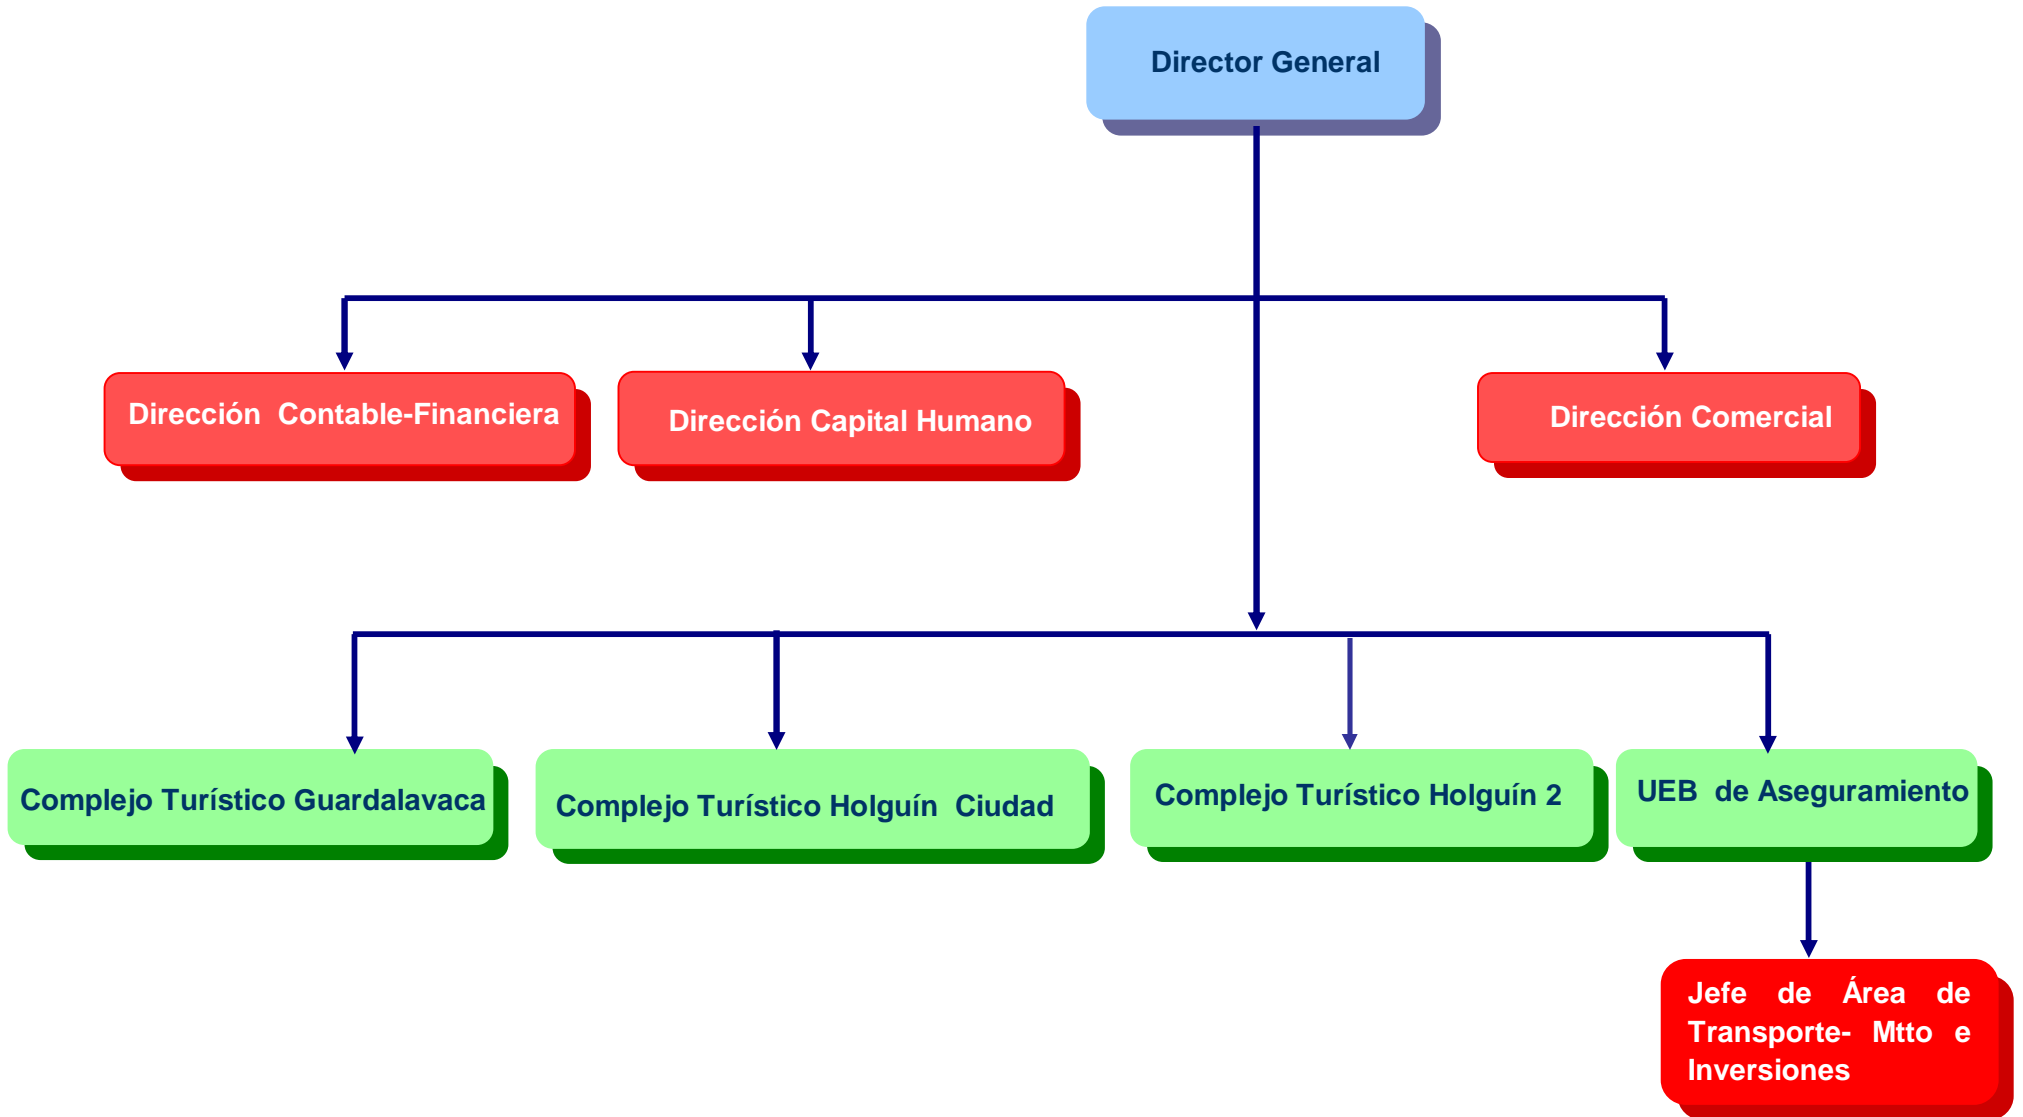 Director General
Dirección Contable-Financiera
Dirección Capital Humano
Dirección Comercial
Complejo Turístico Guardalavaca
Complejo Turístico Holguín Ciudad
Complejo Turístico Holguín 2
UEB de Aseguramiento
Jefe de Área de
Transporte- Mtto e
Inversiones